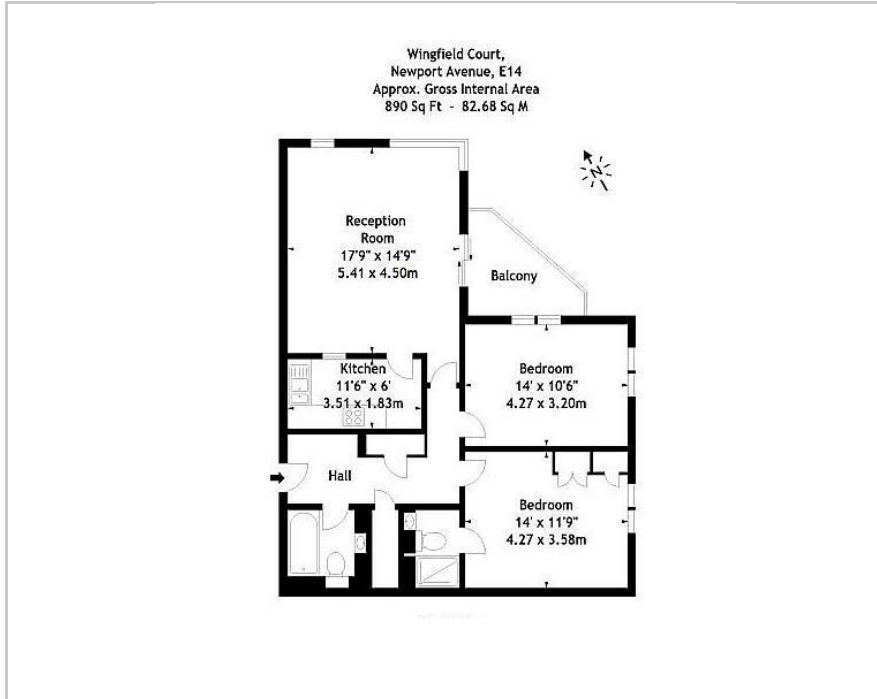 Wingfield Court,
Newport Avenue, E14
Approx. Gross Internal Area
890 Sq Ft - 82.68 Sq M
N
Reception
Room
17'9" x 14'9"
5.41 x 4.50m
Balcony
Kitchen
11'6" x 6'
3.51 x 1.83m
Bedroom
14' x 10'6"
4.27 x 3.20m
Hall
Bedroom
14' x 11'9"
4.27 x 3.58m